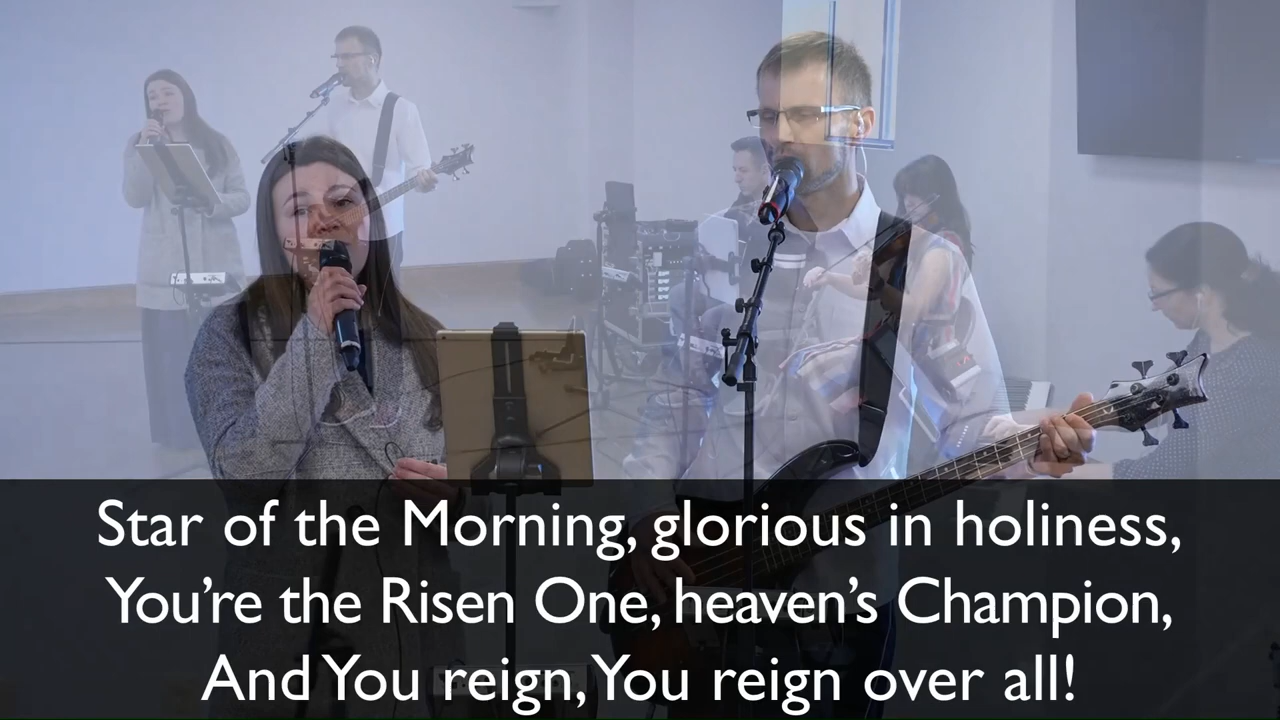 Star of the Morning, glorious in holiness,
You’re the Risen One, heaven’s Champion,
And You reign, You reign over all!